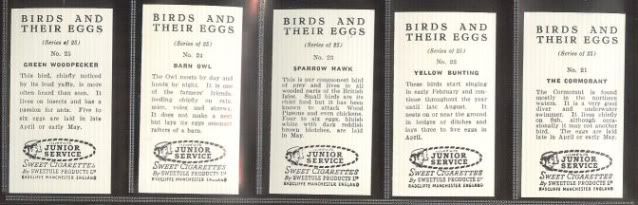 BIRDS AND
THEIR EGGS
(Series of 25)
No. 25
GREEN WOODPECKER
This bird, chiefly noticed
by its loud yaffle, is more
often heard than seen. It
lives on insects and has a
passion for ants. Five to
six eggs are laid in late
April or early May.
JUNIOR
SERVICE
SWEET CIGARETTES
By SWEETULE PRODUCTS LD
RADCLIFFE MANCHESTER ENGLAND
BIRDS AND
THEIR EGGS
(Series of 25)
No. 24
BARN OWL
The Owl roosts by day and
hunts by night. It is one
of the farmers' friends,
feeding chiefly on rats,
mice, voles and shrews.
It does not make a nest
but lays its eggs amongst
rafters of a barn.
JUNIOR
SERVICE
SWEET CIGARETTES
By SWEETULE PRODUCTS LD
RADCLIFFE MANCHESTER ENGLAND
BIRDS AND
THEIR EGGS
(Series of 25)
No. 23
SPARROW HAWK
This is our commonest bird
of prey and lives in all
wooded parts of the British
Isles. Small birds are its
chief food but it has been
known to attack Wood
Pigeons and even chickens.
Four to six eggs, bluish
white with dark reddish
brown blotches, are laid
in May.
JUNIOR
SERVICE
SWEET CIGARETTES
By SWEETULE PRODUCTS LD
RADCLIFFE MANCHESTER ENGLAND
BIRDS AND
THEIR EGGS
(Series of 25)
No. 22
YELLOW BUNTING
These birds start singing
in early February and con-
tinue throughout the year
until late August. It
nests on or near the ground
in hedges or ditches and
lays three to five eggs in
April.
JUNIOR
SERVICE
SWEET CIGARETTES
By SWEETULE PRODUCTS LD
RADCLIFFE MANCHESTER ENGLAND
BIRDS AND
THEIR EGGS
(Series of 25)
No. 21
THE CORMORANT
The Cormorant is found
mostly in the northern
waters. It is a very good
diver and underwater
swimmer. It lives chiefly
on fish, although occa-
sionally it may eat another
bird. The eggs are laid
late in April or early May.
JUNIOR
SERVICE
SWEET CIGARETTES
By SWEETULE PRODUCTS LD
RADCLIFFE MANCHESTER ENGLAND